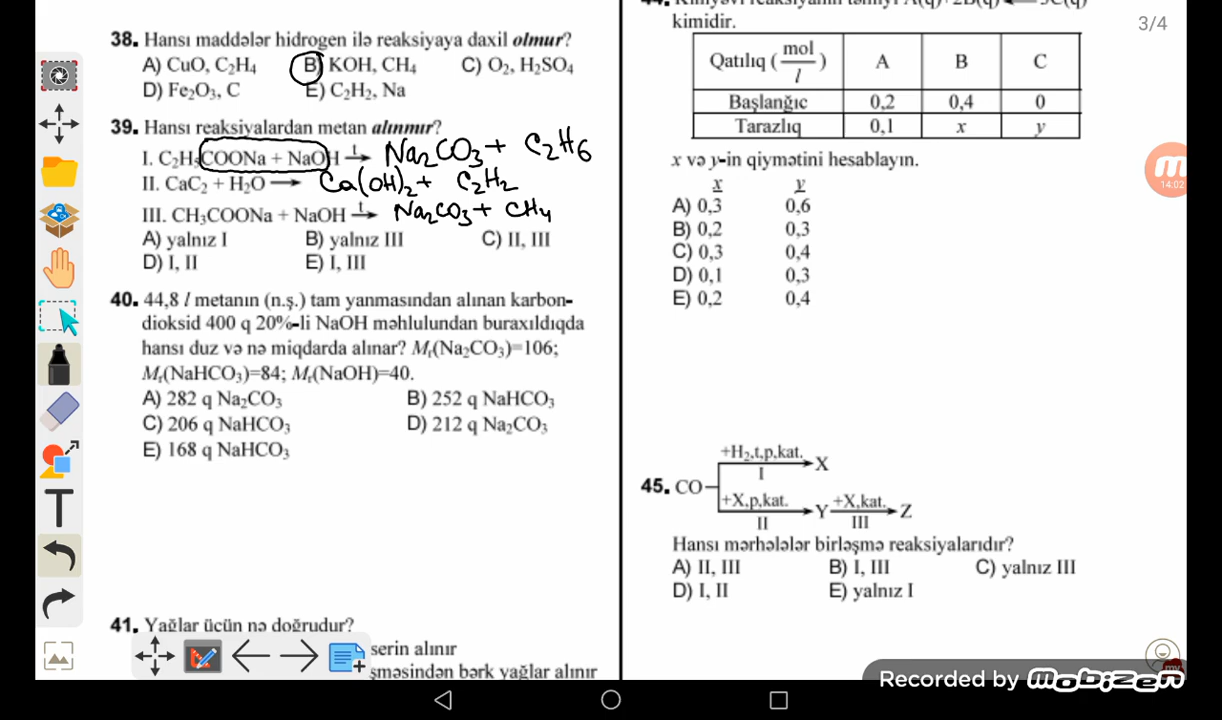 38. Hansı maddələr hidrogen ilə reaksiyaya daxil olmur?
A) CuO, C₂H₄ B) KOH, CH₄ C) O₂, H₂SO₄
D) Fe₂O₃, C E) C₂H₂, Na
39. Hansı reaksiyalardan metan alınmır?
I. C₂H₅COONa + NaOH →t Na₂CO₃ + C₂H₆
II. CaC₂ + H₂O → Ca(OH)₂ + C₂H₂
III. CH₃COONa + NaOH →t Na₂CO₃ + CH₄
A) yalnız I B) yalnız III C) II, III
D) I, II E) I, III
40. 44,8 l metanın (n.ş.) tam yanmasından alınan karbon-
dioksid 400 q 20%-li NaOH məhlulundan buraxıldıqda
hansı duz və nə miqdarda alınar? Mᵣ(Na₂CO₃)=106;
Mᵣ(NaHCO₃)=84; Mᵣ(NaOH)=40.
A) 282 q Na₂CO₃ B) 252 q NaHCO₃
C) 206 q NaHCO₃ D) 212 q Na₂CO₃
E) 168 q NaHCO₃
41. Yağlar üçün nə doğrudur?
serin alınır
şməsindən bərk yağlar alınır
kimidir.
Qatılıq (mol/l) A B C
Başlanğıc 0,2 0,4 0
Tarazlıq 0,1 x y
x və y-in qiymətini hesablayın.
x y
A) 0,3 0,6
B) 0,2 0,3
C) 0,3 0,4
D) 0,1 0,3
E) 0,2 0,4
+H₂,t,p,kat. X
I
45. CO
+X,p,kat. Y +X,kat. Z
II III
Hansı mərhələlər birləşmə reaksiyalarıdır?
A) II, III B) I, III C) yalnız III
D) I, II E) yalnız I
3/4
14:02
T
Recorded by mobizen